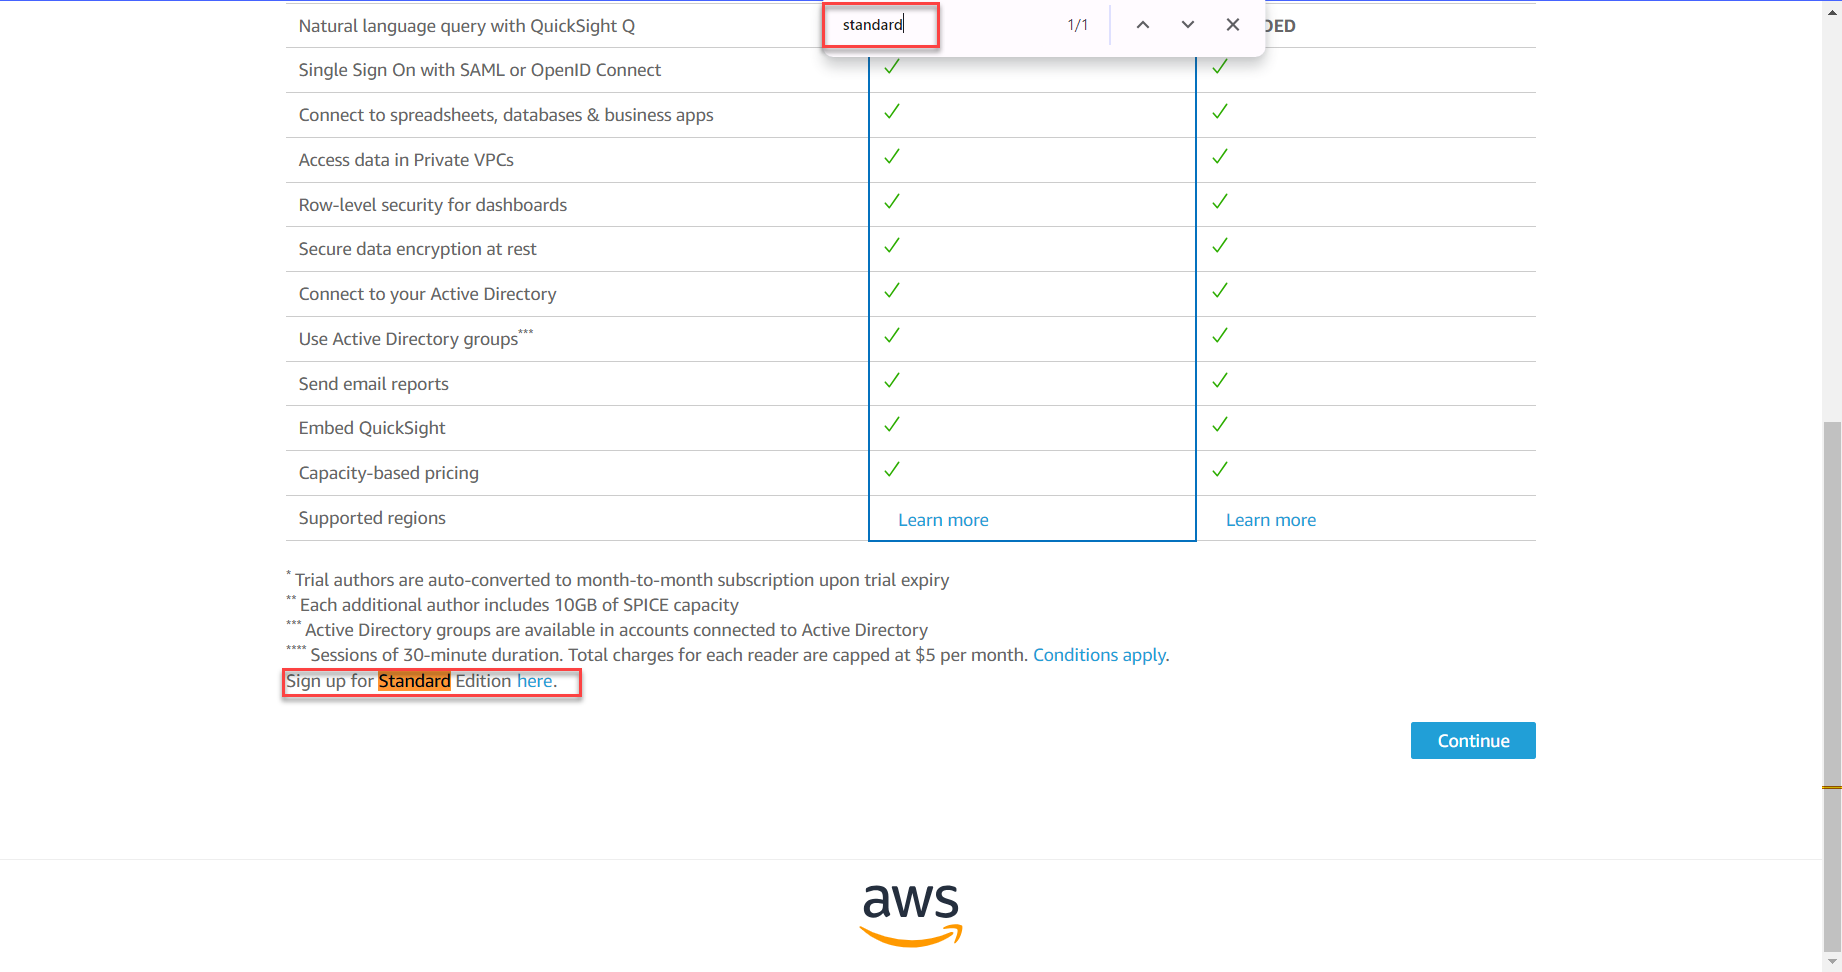 Natural language query with QuickSight Q
standard 1/1
DED
Single Sign On with SAML or OpenID Connect
Connect to spreadsheets, databases & business apps
Access data in Private VPCs
Row-level security for dashboards
Secure data encryption at rest
Connect to your Active Directory
Use Active Directory groups***
Send email reports
Embed QuickSight
Capacity-based pricing
Supported regions Learn more Learn more
* Trial authors are auto-converted to month-to-month subscription upon trial expiry
** Each additional author includes 10GB of SPICE capacity
*** Active Directory groups are available in accounts connected to Active Directory
**** Sessions of 30-minute duration. Total charges for each reader are capped at $5 per month. Conditions apply.
Sign up for Standard Edition here.
Continue
aws